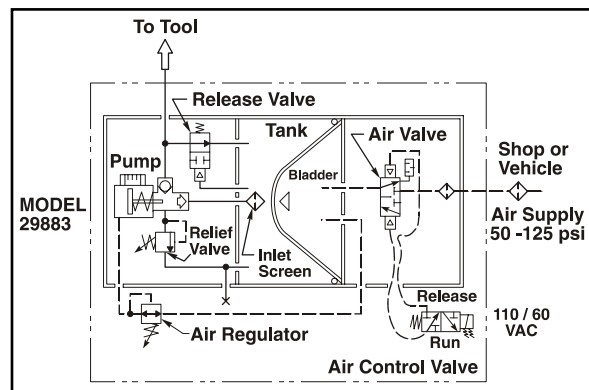 To Tool
Release Valve
Tank
Air Valve
Shop or
Vehicle
Pump
Bladder
MODEL
29883
Air Supply
50 -125 psi
Relief
Valve
Inlet
Screen
Release
110 / 60
VAC
Air Regulator
Run
Air Control Valve